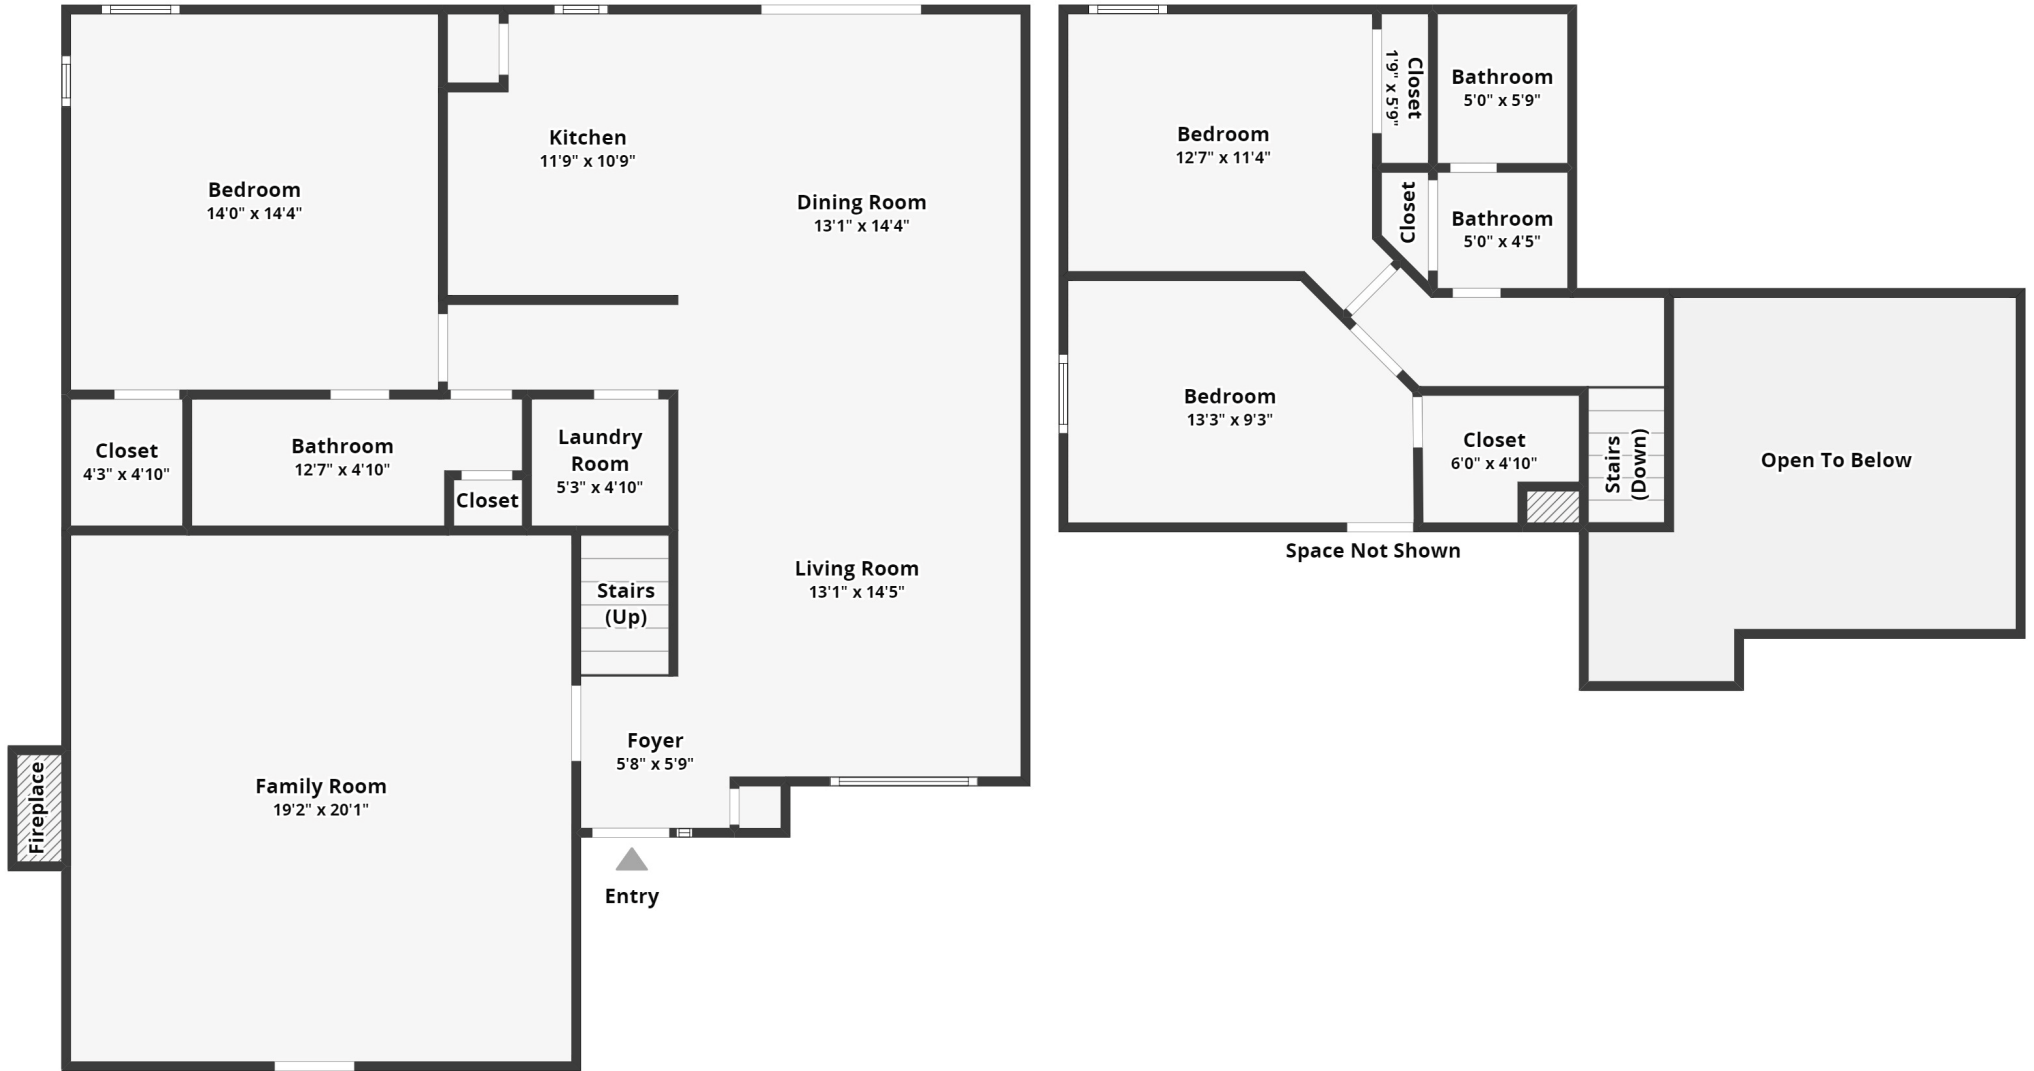 Bedroom
14'0" x 14'4"
Kitchen
11'9" x 10'9"
Dining Room
13'1" x 14'4"
Closet
4'3" x 4'10"
Bathroom
12'7" x 4'10"
Closet
Laundry
Room
5'3" x 4'10"
Living Room
13'1" x 14'5"
Stairs
(Up)
Foyer
5'8" x 5'9"
Family Room
19'2" x 20'1"
Fireplace
Entry
Bedroom
12'7" x 11'4"
Closet
1'9" x 5'9"
Bathroom
5'0" x 5'9"
Closet
Bathroom
5'0" x 4'5"
Bedroom
13'3" x 9'3"
Closet
6'0" x 4'10"
Stairs
(Down)
Open To Below
Space Not Shown